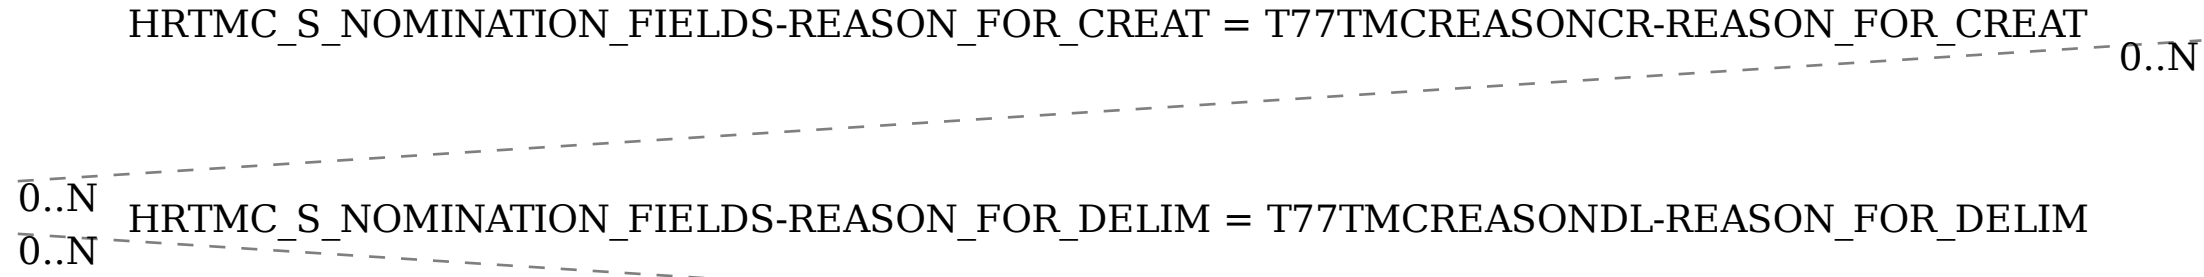 HRTMC_S_NOMINATION_FIELDS-REASON_FOR_CREAT = T77TMCREASONCR-REASON_FOR_CREAT
0..N
0..N
HRTMC_S_NOMINATION_FIELDS-REASON_FOR_DELIM = T77TMCREASONDL-REASON_FOR_DELIM
0..N